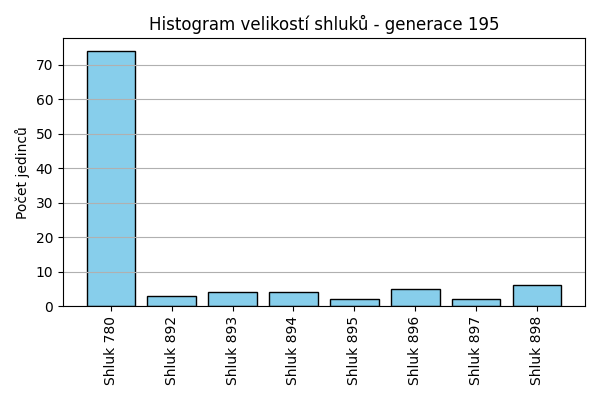 Histogram velikostí shluků - generace 195
Počet jedinců
70
60
50
40
30
20
10
0
Shluk 780
Shluk 892
Shluk 893
Shluk 894
Shluk 895
Shluk 896
Shluk 897
Shluk 898